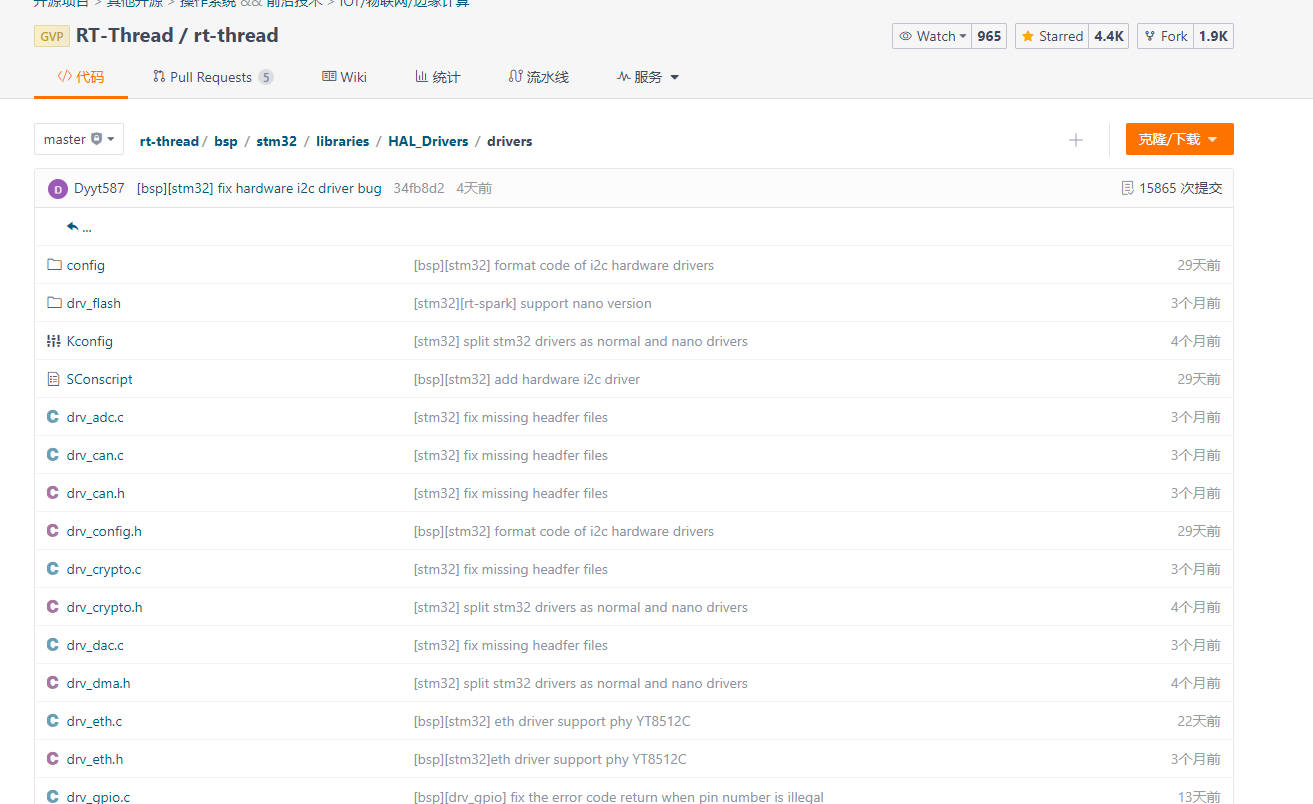 开源项目 > 其他开源 > 操作系统 && 前沿技术 > IOT/物联网/边缘计算
GVP RT-Thread / rt-thread
Watch 965 Starred 4.4K Fork 1.9K
代码 Pull Requests 5 Wiki 统计 流水线 服务
master rt-thread / bsp / stm32 / libraries / HAL_Drivers / drivers 克隆/下载
D Dyyt587 [bsp][stm32] fix hardware i2c driver bug 34fb8d2 4天前 15865 次提交
...
config [bsp][stm32] format code of i2c hardware drivers 29天前
drv_flash [stm32][rt-spark] support nano version 3个月前
Kconfig [stm32] split stm32 drivers as normal and nano drivers 4个月前
SConscript [bsp][stm32] add hardware i2c driver 29天前
C drv_adc.c [stm32] fix missing headfer files 3个月前
C drv_can.c [stm32] fix missing headfer files 3个月前
C drv_can.h [stm32] fix missing headfer files 3个月前
C drv_config.h [bsp][stm32] format code of i2c hardware drivers 29天前
C drv_crypto.c [stm32] fix missing headfer files 3个月前
C drv_crypto.h [stm32] split stm32 drivers as normal and nano drivers 4个月前
C drv_dac.c [stm32] fix missing headfer files 3个月前
C drv_dma.h [stm32] split stm32 drivers as normal and nano drivers 4个月前
C drv_eth.c [bsp][stm32] eth driver support phy YT8512C 22天前
C drv_eth.h [bsp][stm32]eth driver support phy YT8512C 3个月前
C drv_gpio.c [bsp][drv_gpio] fix the error code return when pin number is illegal 13天前